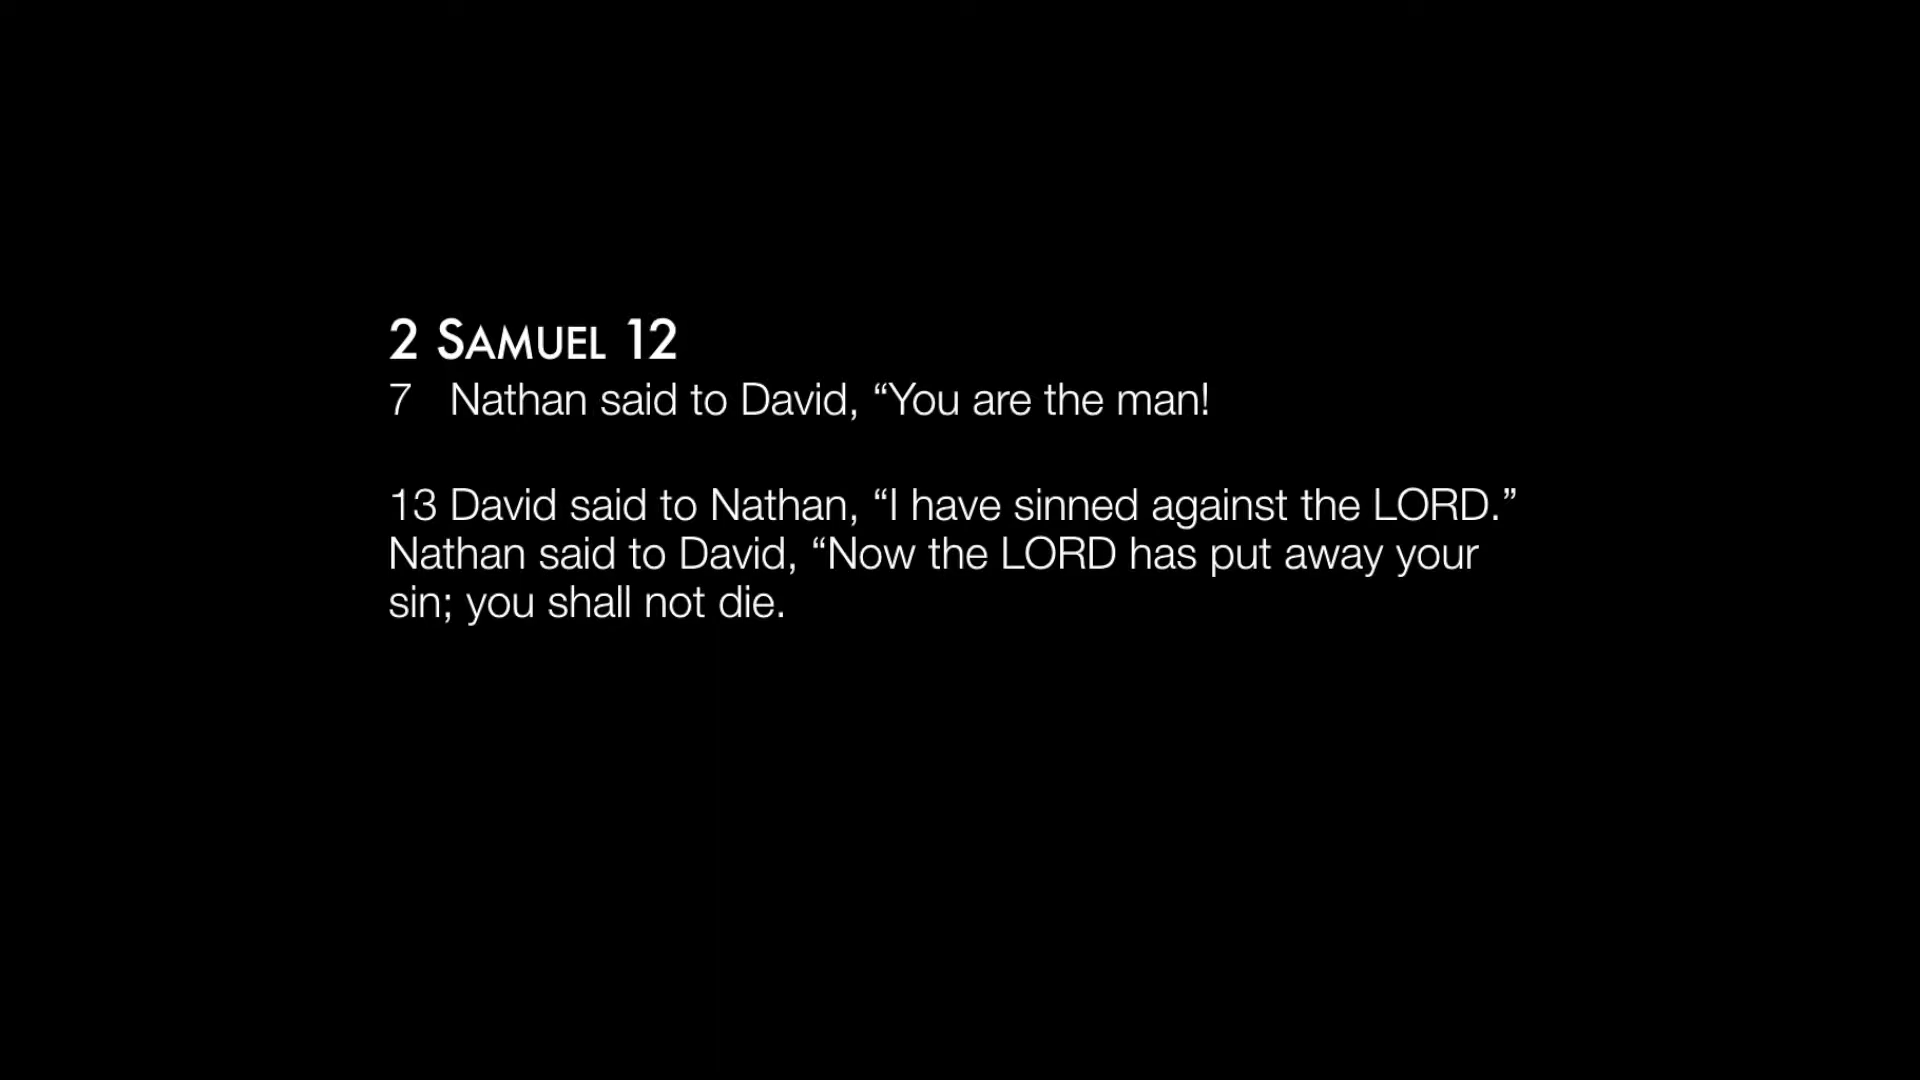 2 SAMUEL 12
7 Nathan said to David, “You are the man!
13 David said to Nathan, “I have sinned against the LORD.”
Nathan said to David, “Now the LORD has put away your
sin; you shall not die.